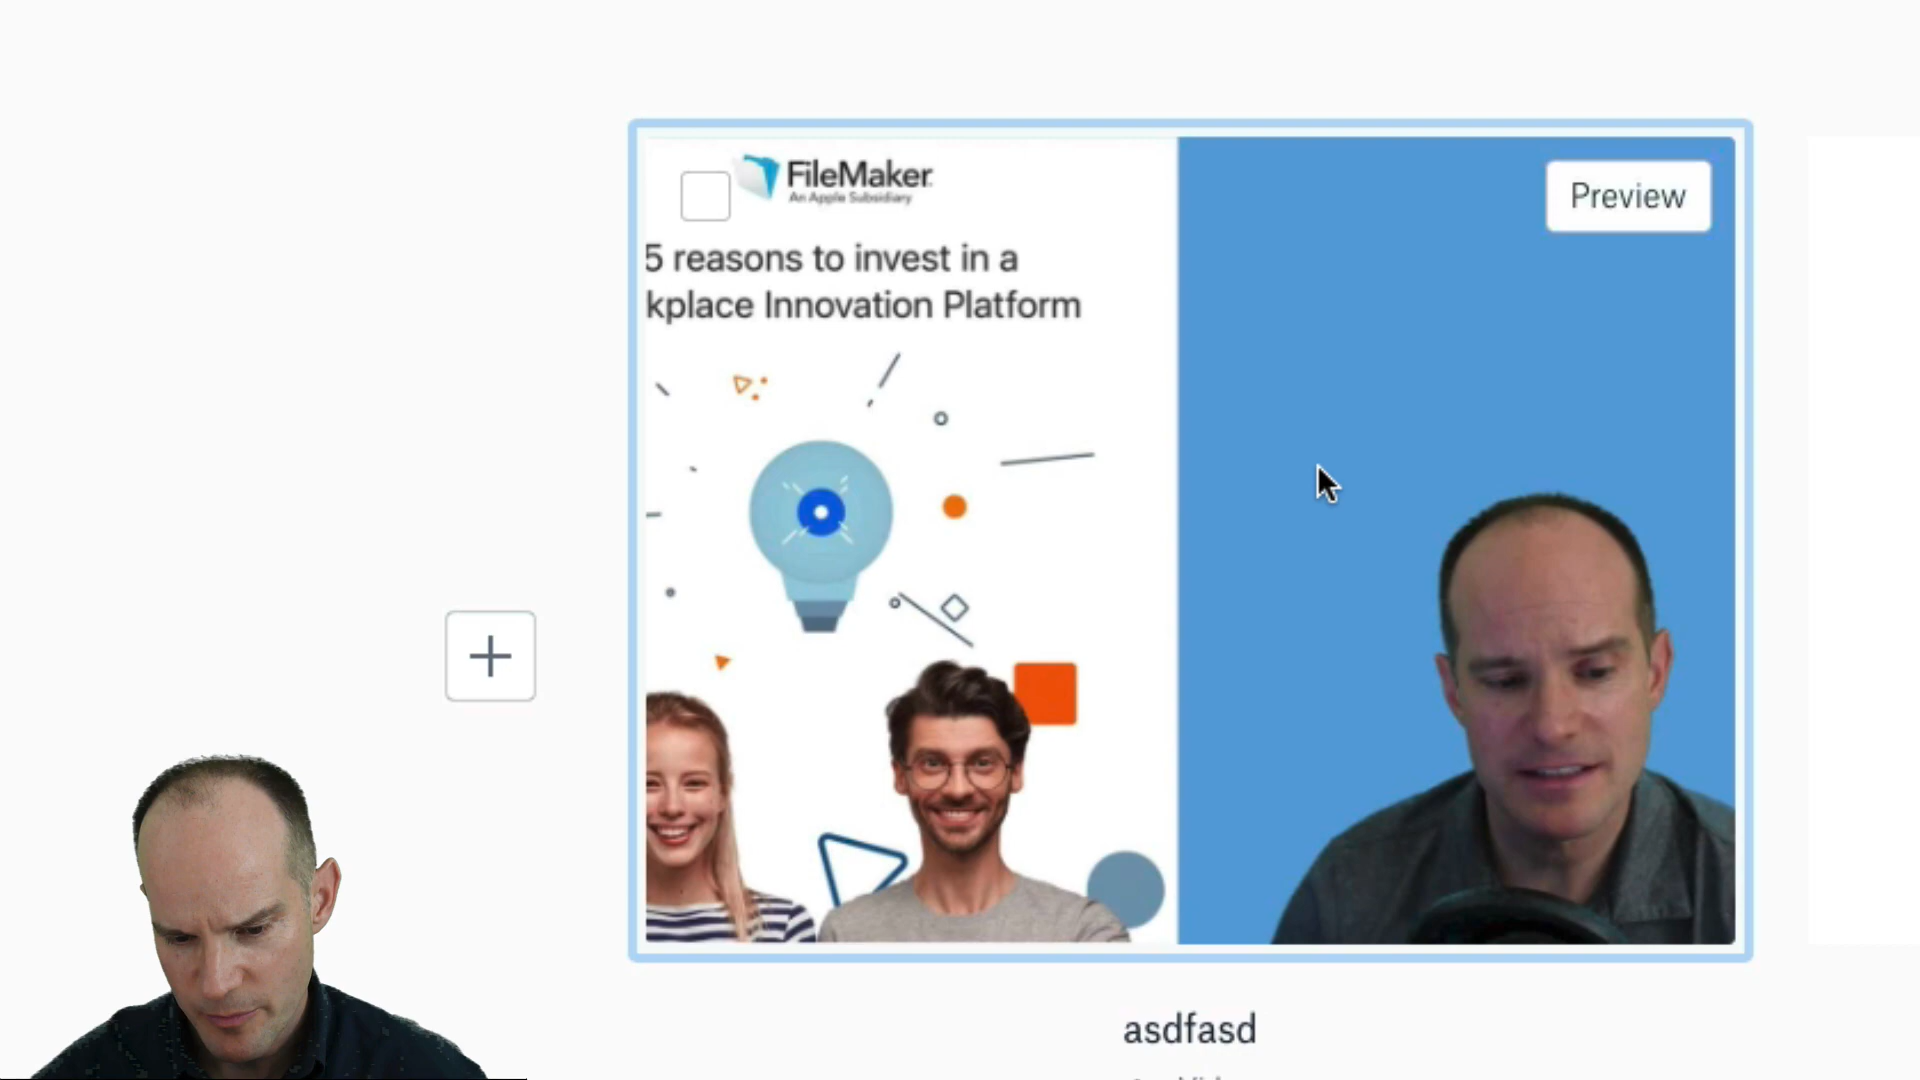 FileMaker
An Apple Subsidiary
Preview
5 reasons to invest in a
kplace Innovation Platform
asdfasd